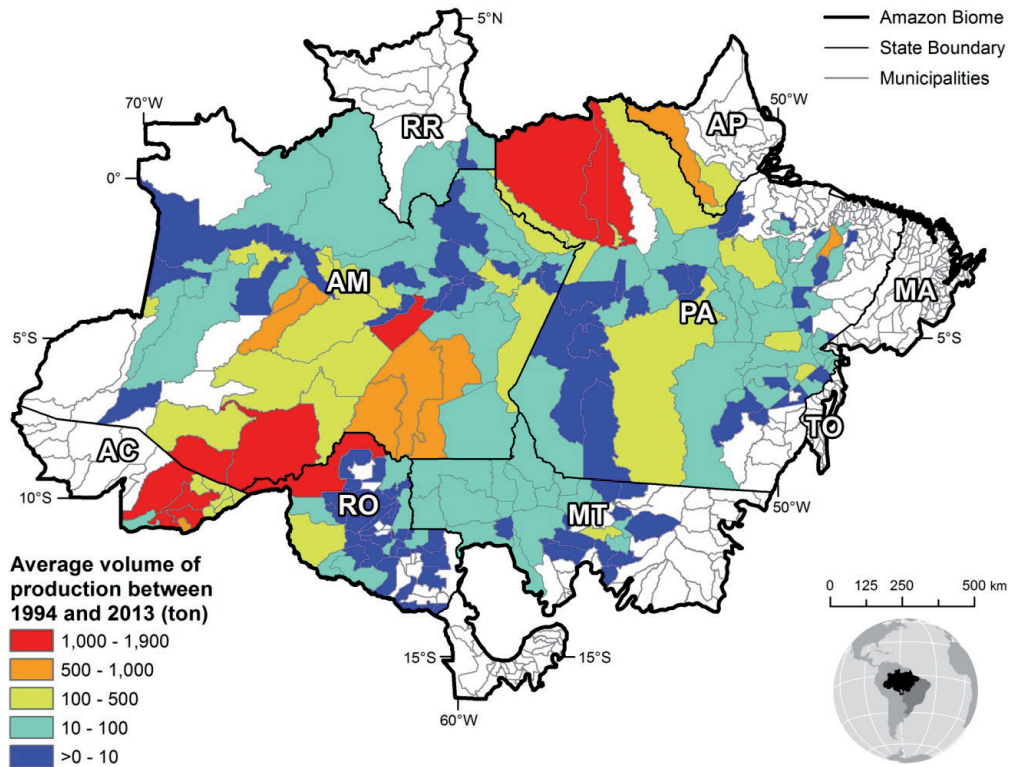 5°N
Amazon Biome
State Boundary
Municipalities
70°W
50°W
RR
AP
0°
AM
PA
MA
5°S
5°S
TO
AC
10°S
50°W
RO
MT
Average volume of
production between
1994 and 2013 (ton)
1,000 - 1,900
500 - 1,000
100 - 500
10 - 100
>0 - 10
0 125 250 500 km
15°S
15°S
60°W